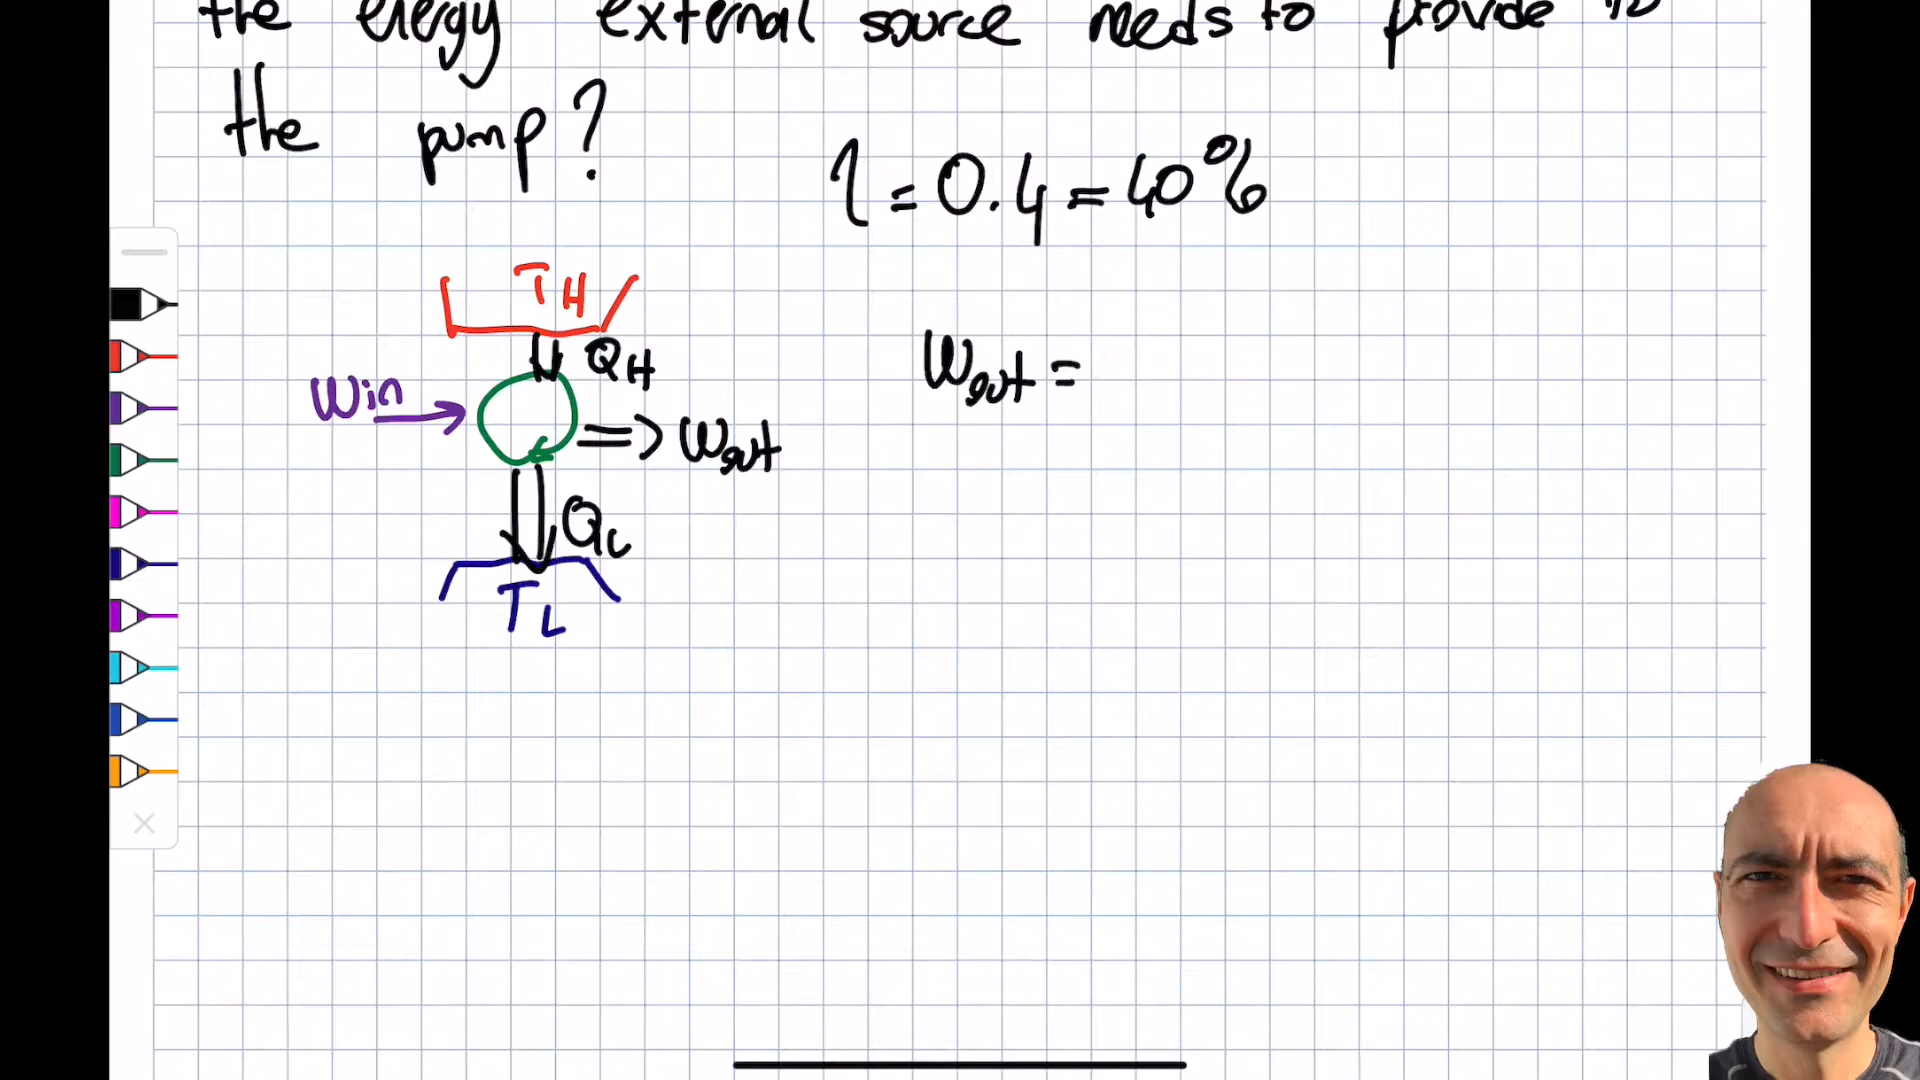 the energy external source needs to provide to
the pump?
η = 0.4 = 40%
TH
QH
Win
Wout
Wout =
QL
TL